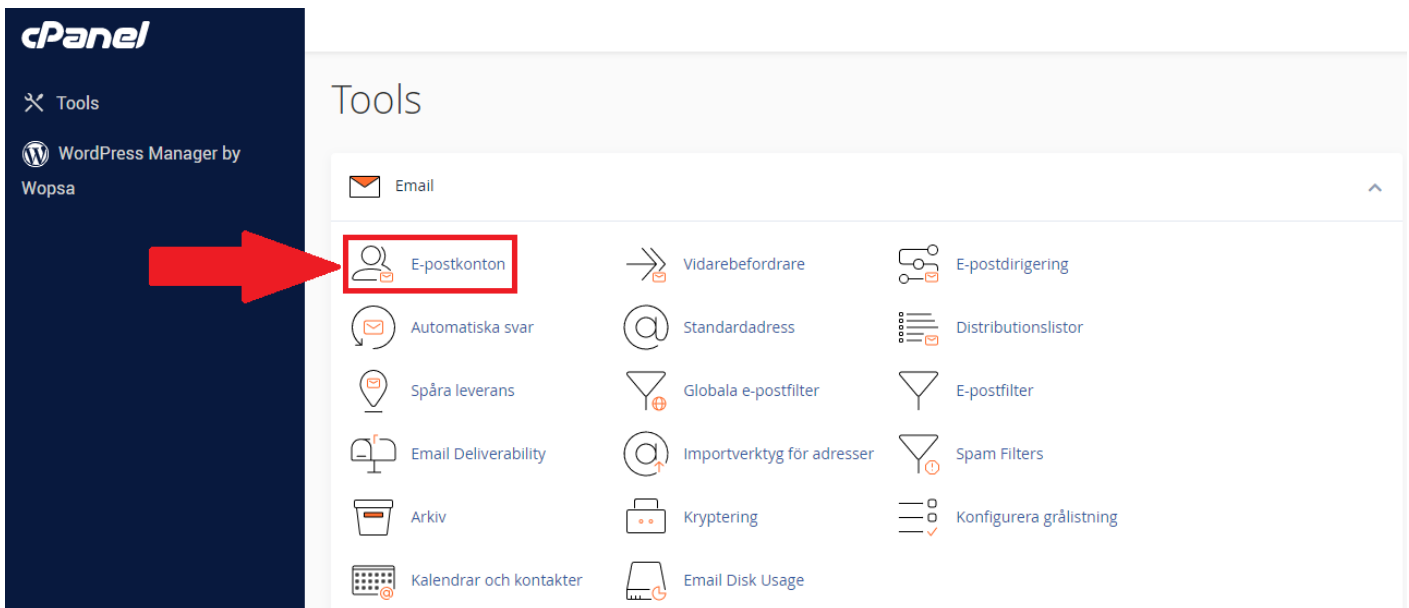 cPanel
Tools
WordPress Manager by
Wopsa
Tools
Email
E-postkonton
Vidarebefordrare
E-postdirigering
Automatiska svar
Standardadress
Distributionslistor
Spåra leverans
Globala e-postfilter
E-postfilter
Email Deliverability
Importverktyg för adresser
Spam Filters
Arkiv
Kryptering
Konfigurera grålistning
Kalendrar och kontakter
Email Disk Usage